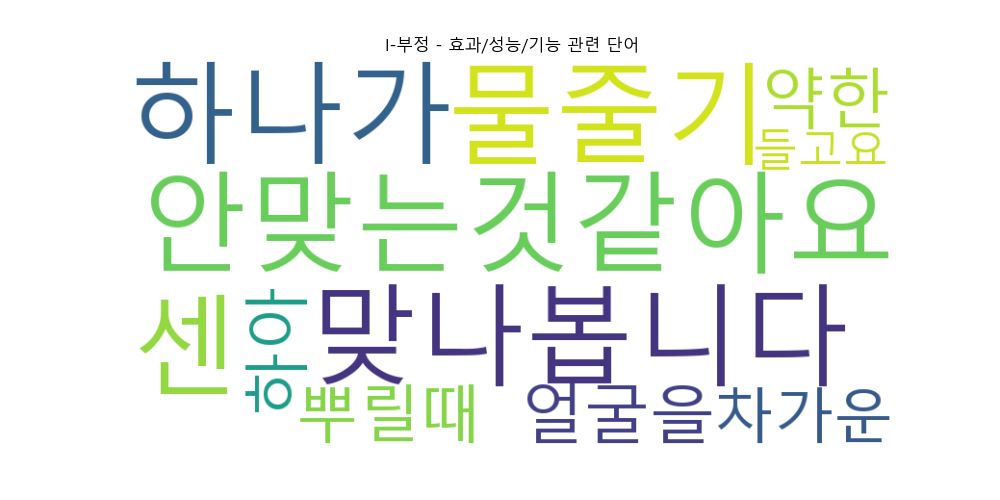 I-부정 - 효과/성능/기능 관련 단어
하나가 물줄기 약한
들고요
안맞는것같아요
센 하아 맞나봅니다
뿌릴때 얼굴을 차가운